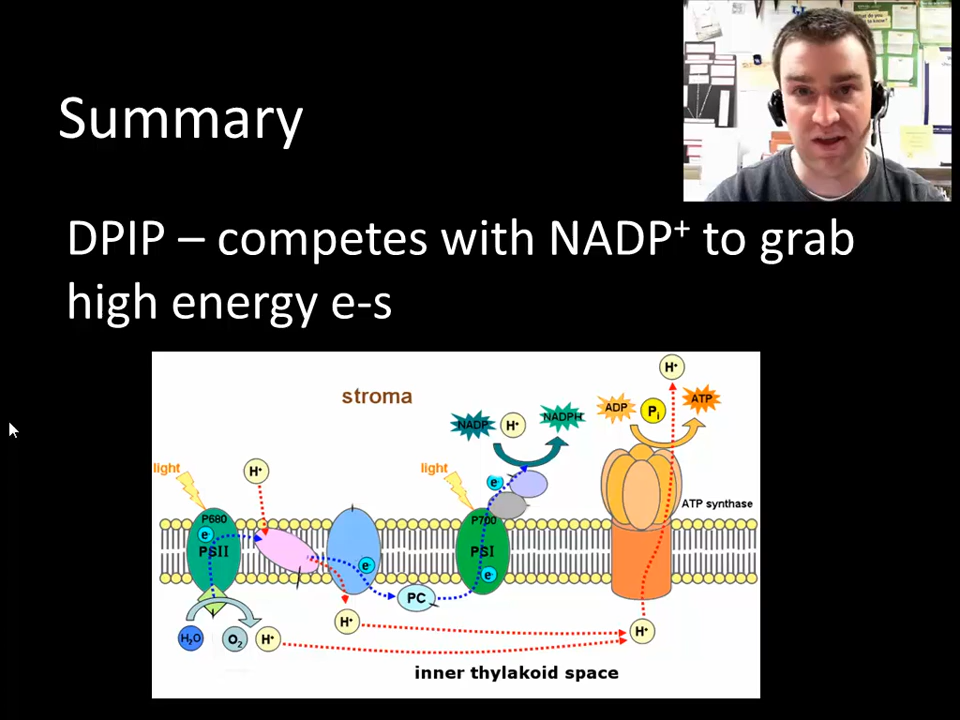 Summary
DPIP – competes with NADP+ to grab
high energy e-s
stroma
H+
ADP
Pi
ATP
NADP
H+
NADPH
light
H+
light
e-
ATP synthase
P680
e-
PSII
P700
PSI
e-
e-
PC
H+
H2O
O2
H+
H+
inner thylakoid space